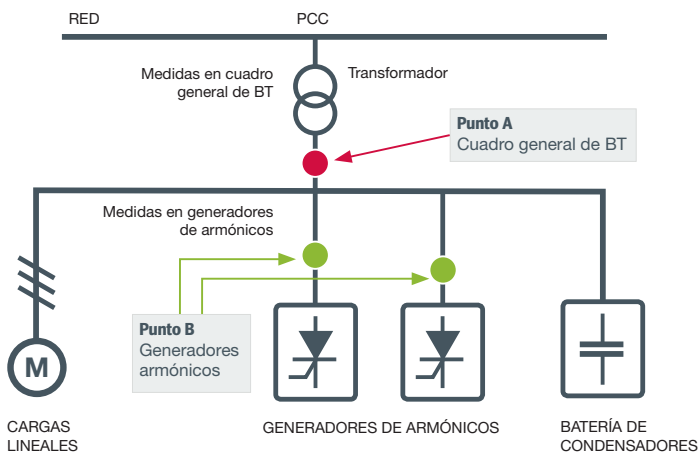 RED
PCC
Medidas en cuadro
general de BT
Transformador
Punto A
Cuadro general de BT
Medidas en generadores
de armónicos
Punto B
Generadores
armónicos
M
CARGAS
LINEALES
GENERADORES DE ARMÓNICOS
BATERÍA DE
CONDENSADORES